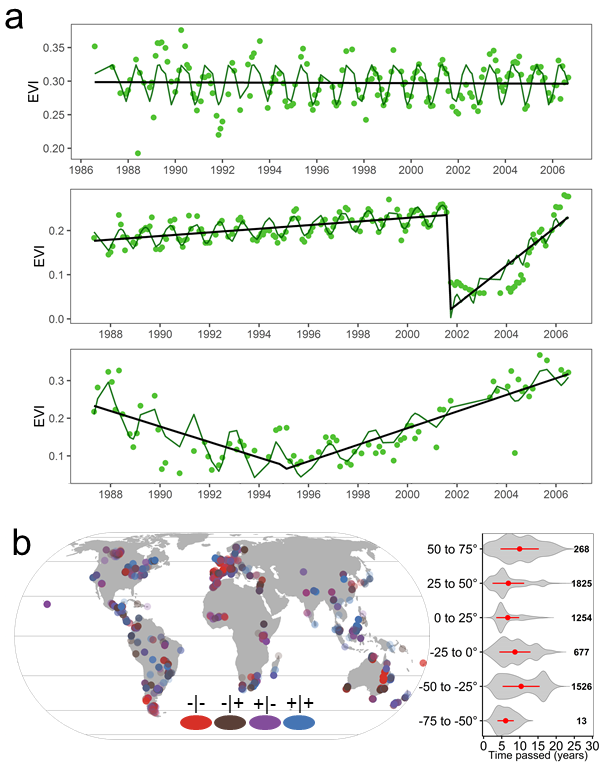 a
EVI
0.35
0.30
0.25
0.20
1986 1988 1990 1992 1994 1996 1998 2000 2002 2004 2006
EVI
0.2
0.1
0.0
1988 1990 1992 1994 1996 1998 2000 2002 2004 2006
EVI
0.3
0.2
0.1
1988 1990 1992 1994 1996 1998 2000 2002 2004 2006
b
-|- -|+ +|- +|+
50 to 75° 268
25 to 50° 1825
0 to 25° 1254
-25 to 0° 677
-50 to -25° 1526
-75 to -50° 13
0 5 10 15 20 25 30
Time passed (years)